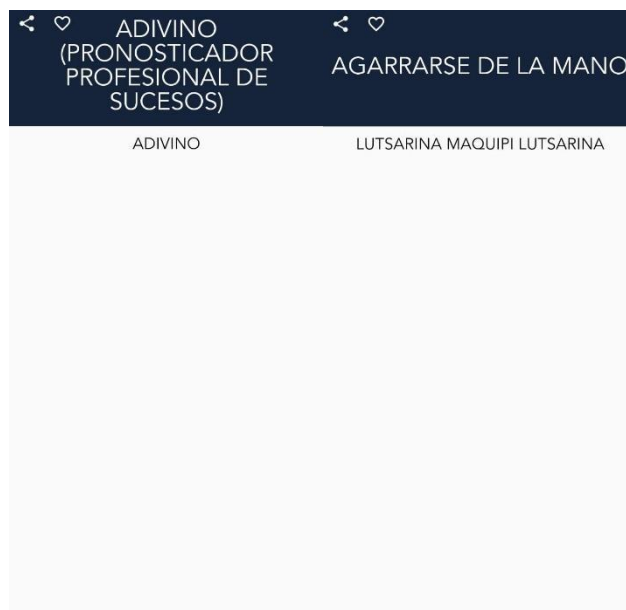 ADIVINO
(PRONOSTICADOR
PROFESIONAL DE
SUCESOS)
ADIVINO
AGARRARSE DE LA MANO
LUTSARINA MAQUIPI LUTSARINA